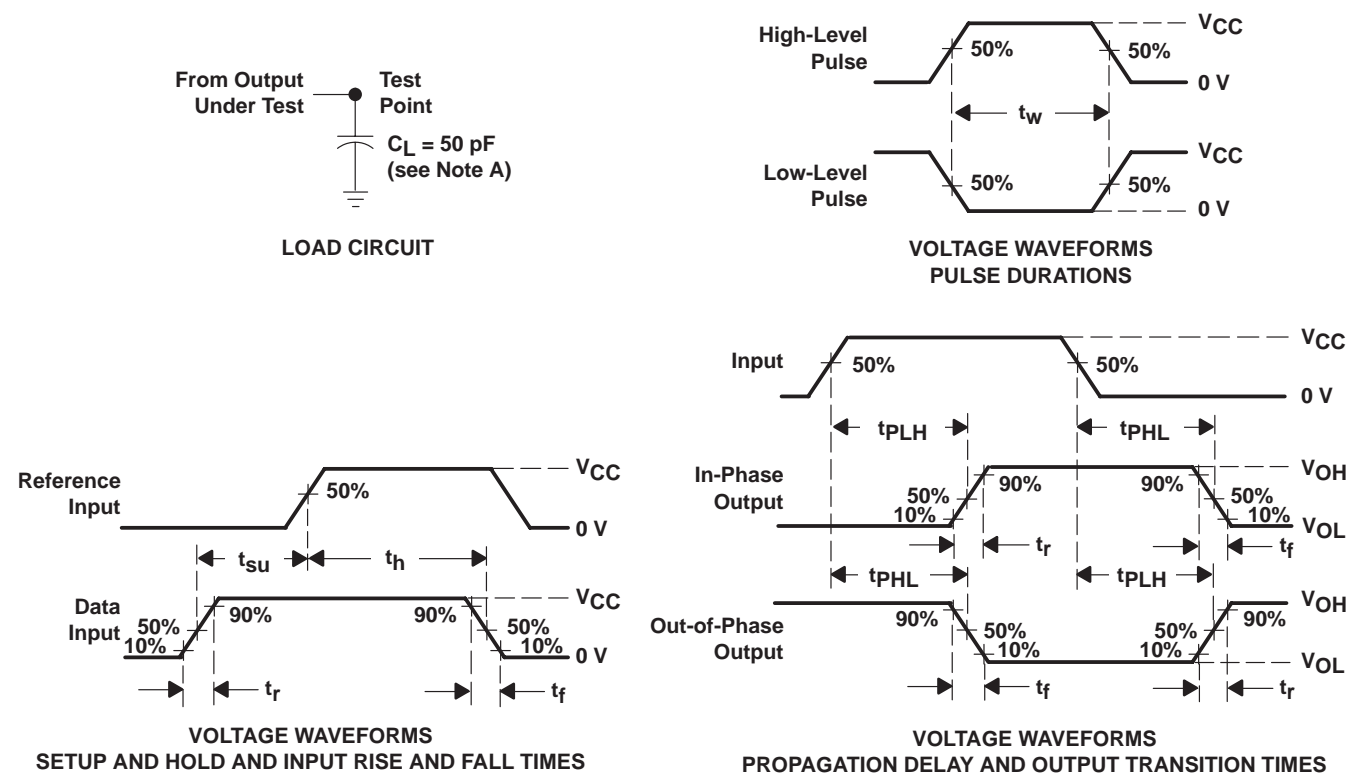 From Output
Under Test
Test
Point
CL = 50 pF
(see Note A)
LOAD CIRCUIT
High-Level
Pulse
50%
50%
VCC
0 V
tw
Low-Level
Pulse
50%
50%
VCC
0 V
VOLTAGE WAVEFORMS
PULSE DURATIONS
Reference
Input
50%
VCC
0 V
tsu
th
Data
Input
50%
10%
90%
90%
50%
10%
VCC
0 V
tr
tf
VOLTAGE WAVEFORMS
SETUP AND HOLD AND INPUT RISE AND FALL TIMES
Input
50%
50%
VCC
0 V
tPLH
tPHL
In-Phase
Output
50%
10%
90%
90%
50%
10%
VOH
VOL
tr
tf
tPHL
tPLH
Out-of-Phase
Output
90%
50%
10%
50%
10%
90%
VOH
VOL
tf
tr
VOLTAGE WAVEFORMS
PROPAGATION DELAY AND OUTPUT TRANSITION TIMES